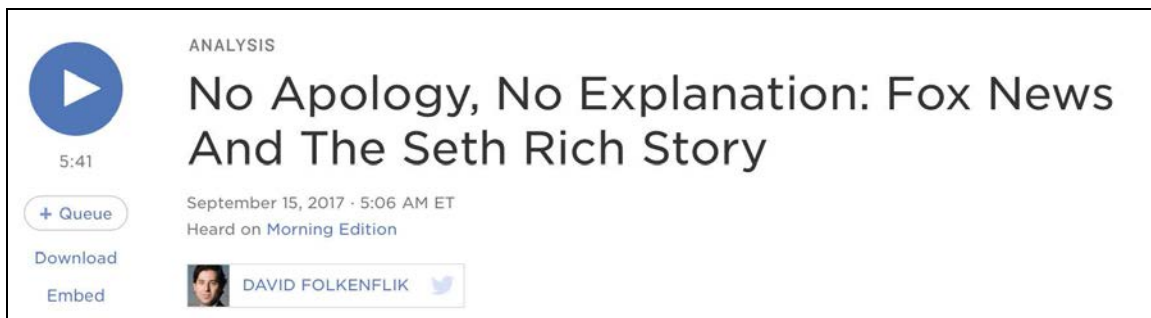 ANALYSIS
No Apology, No Explanation: Fox News
And The Seth Rich Story
5:41
September 15, 2017 · 5:06 AM ET
+ Queue
Heard on Morning Edition
Download
DAVID FOLKENFLIK
Embed